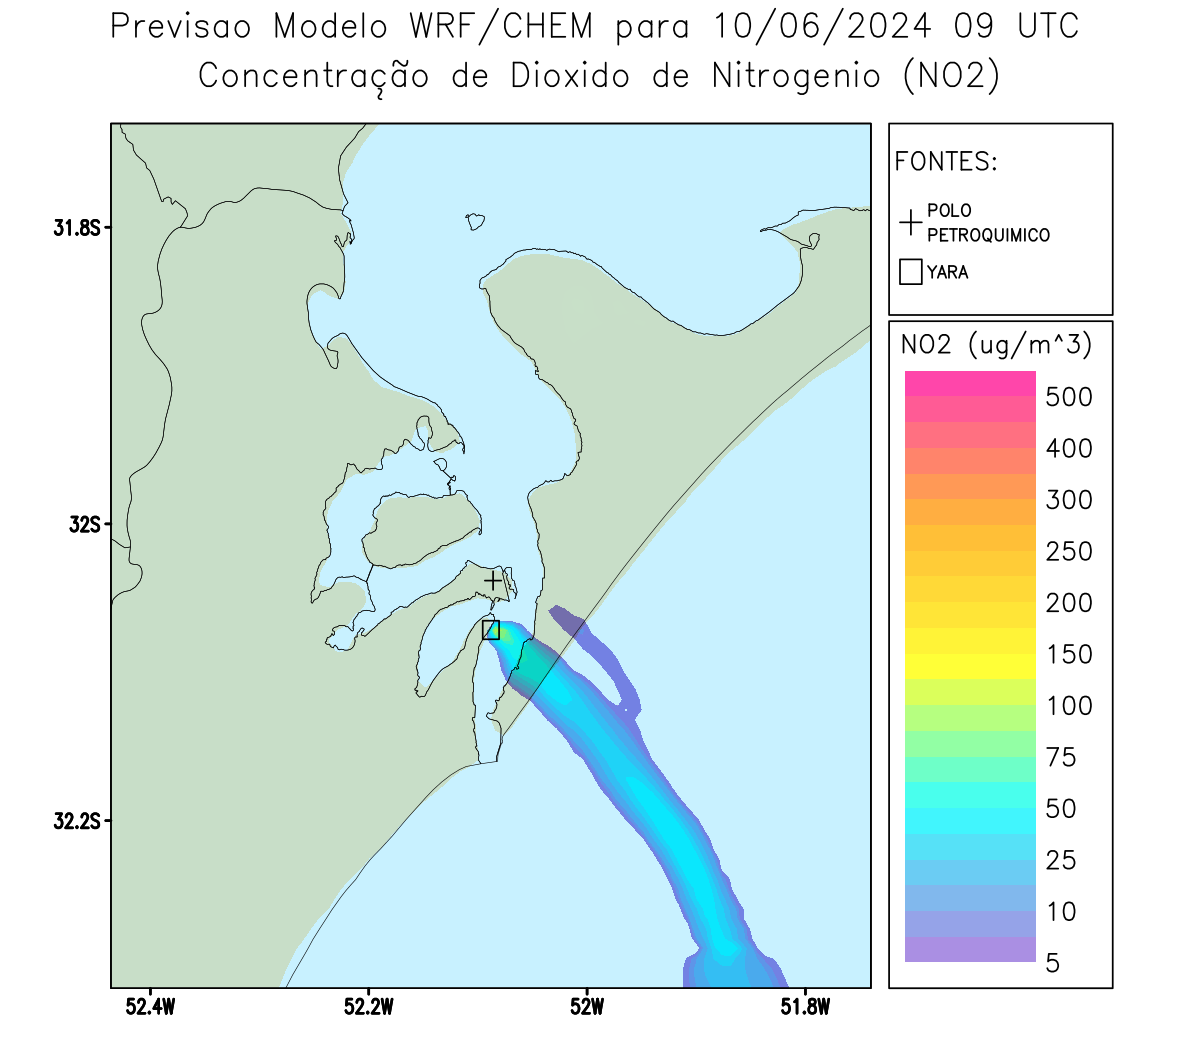 Previsao Modelo WRF/CHEM para 10/06/2024 09 UTC
Concentração de Dioxido de Nitrogenio (NO2)
FONTES:
POLO
PETROQUIMICO
YARA
NO2 (ug/m^3)
500
400
300
250
200
150
100
75
50
25
10
5
31.8S
32S
32.2S
52.4W
52.2W
52W
51.8W